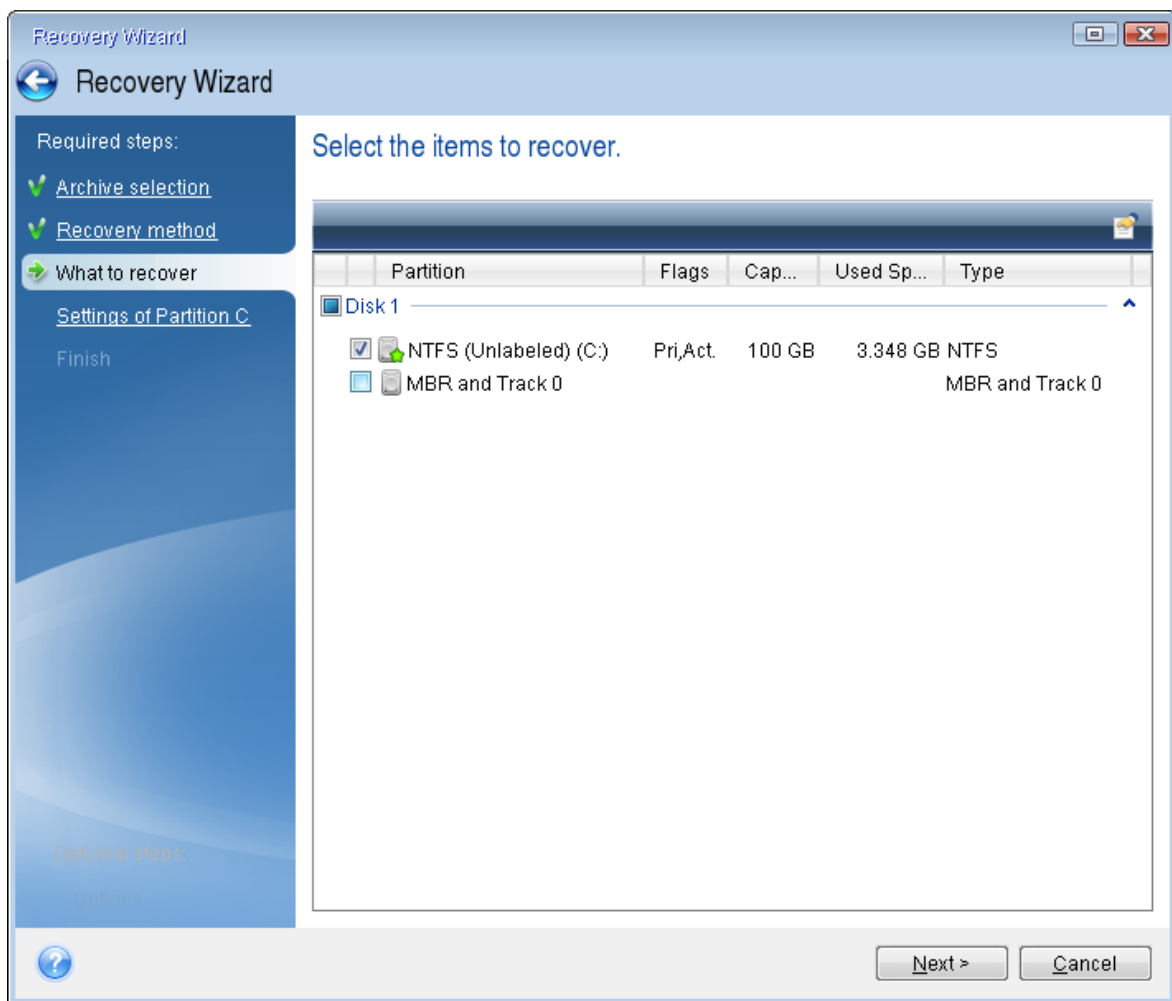 Recovery Wizard
Recovery Wizard
Required steps:
Archive selection
Recovery method
What to recover
Settings of Partition C
Finish
Optional steps:
Options
Select the items to recover.
Partition Flags Cap... Used Sp... Type
Disk 1
NTFS (Unlabeled) (C:) Pri,Act. 100 GB 3.348 GB NTFS
MBR and Track 0 MBR and Track 0
Next >
Cancel